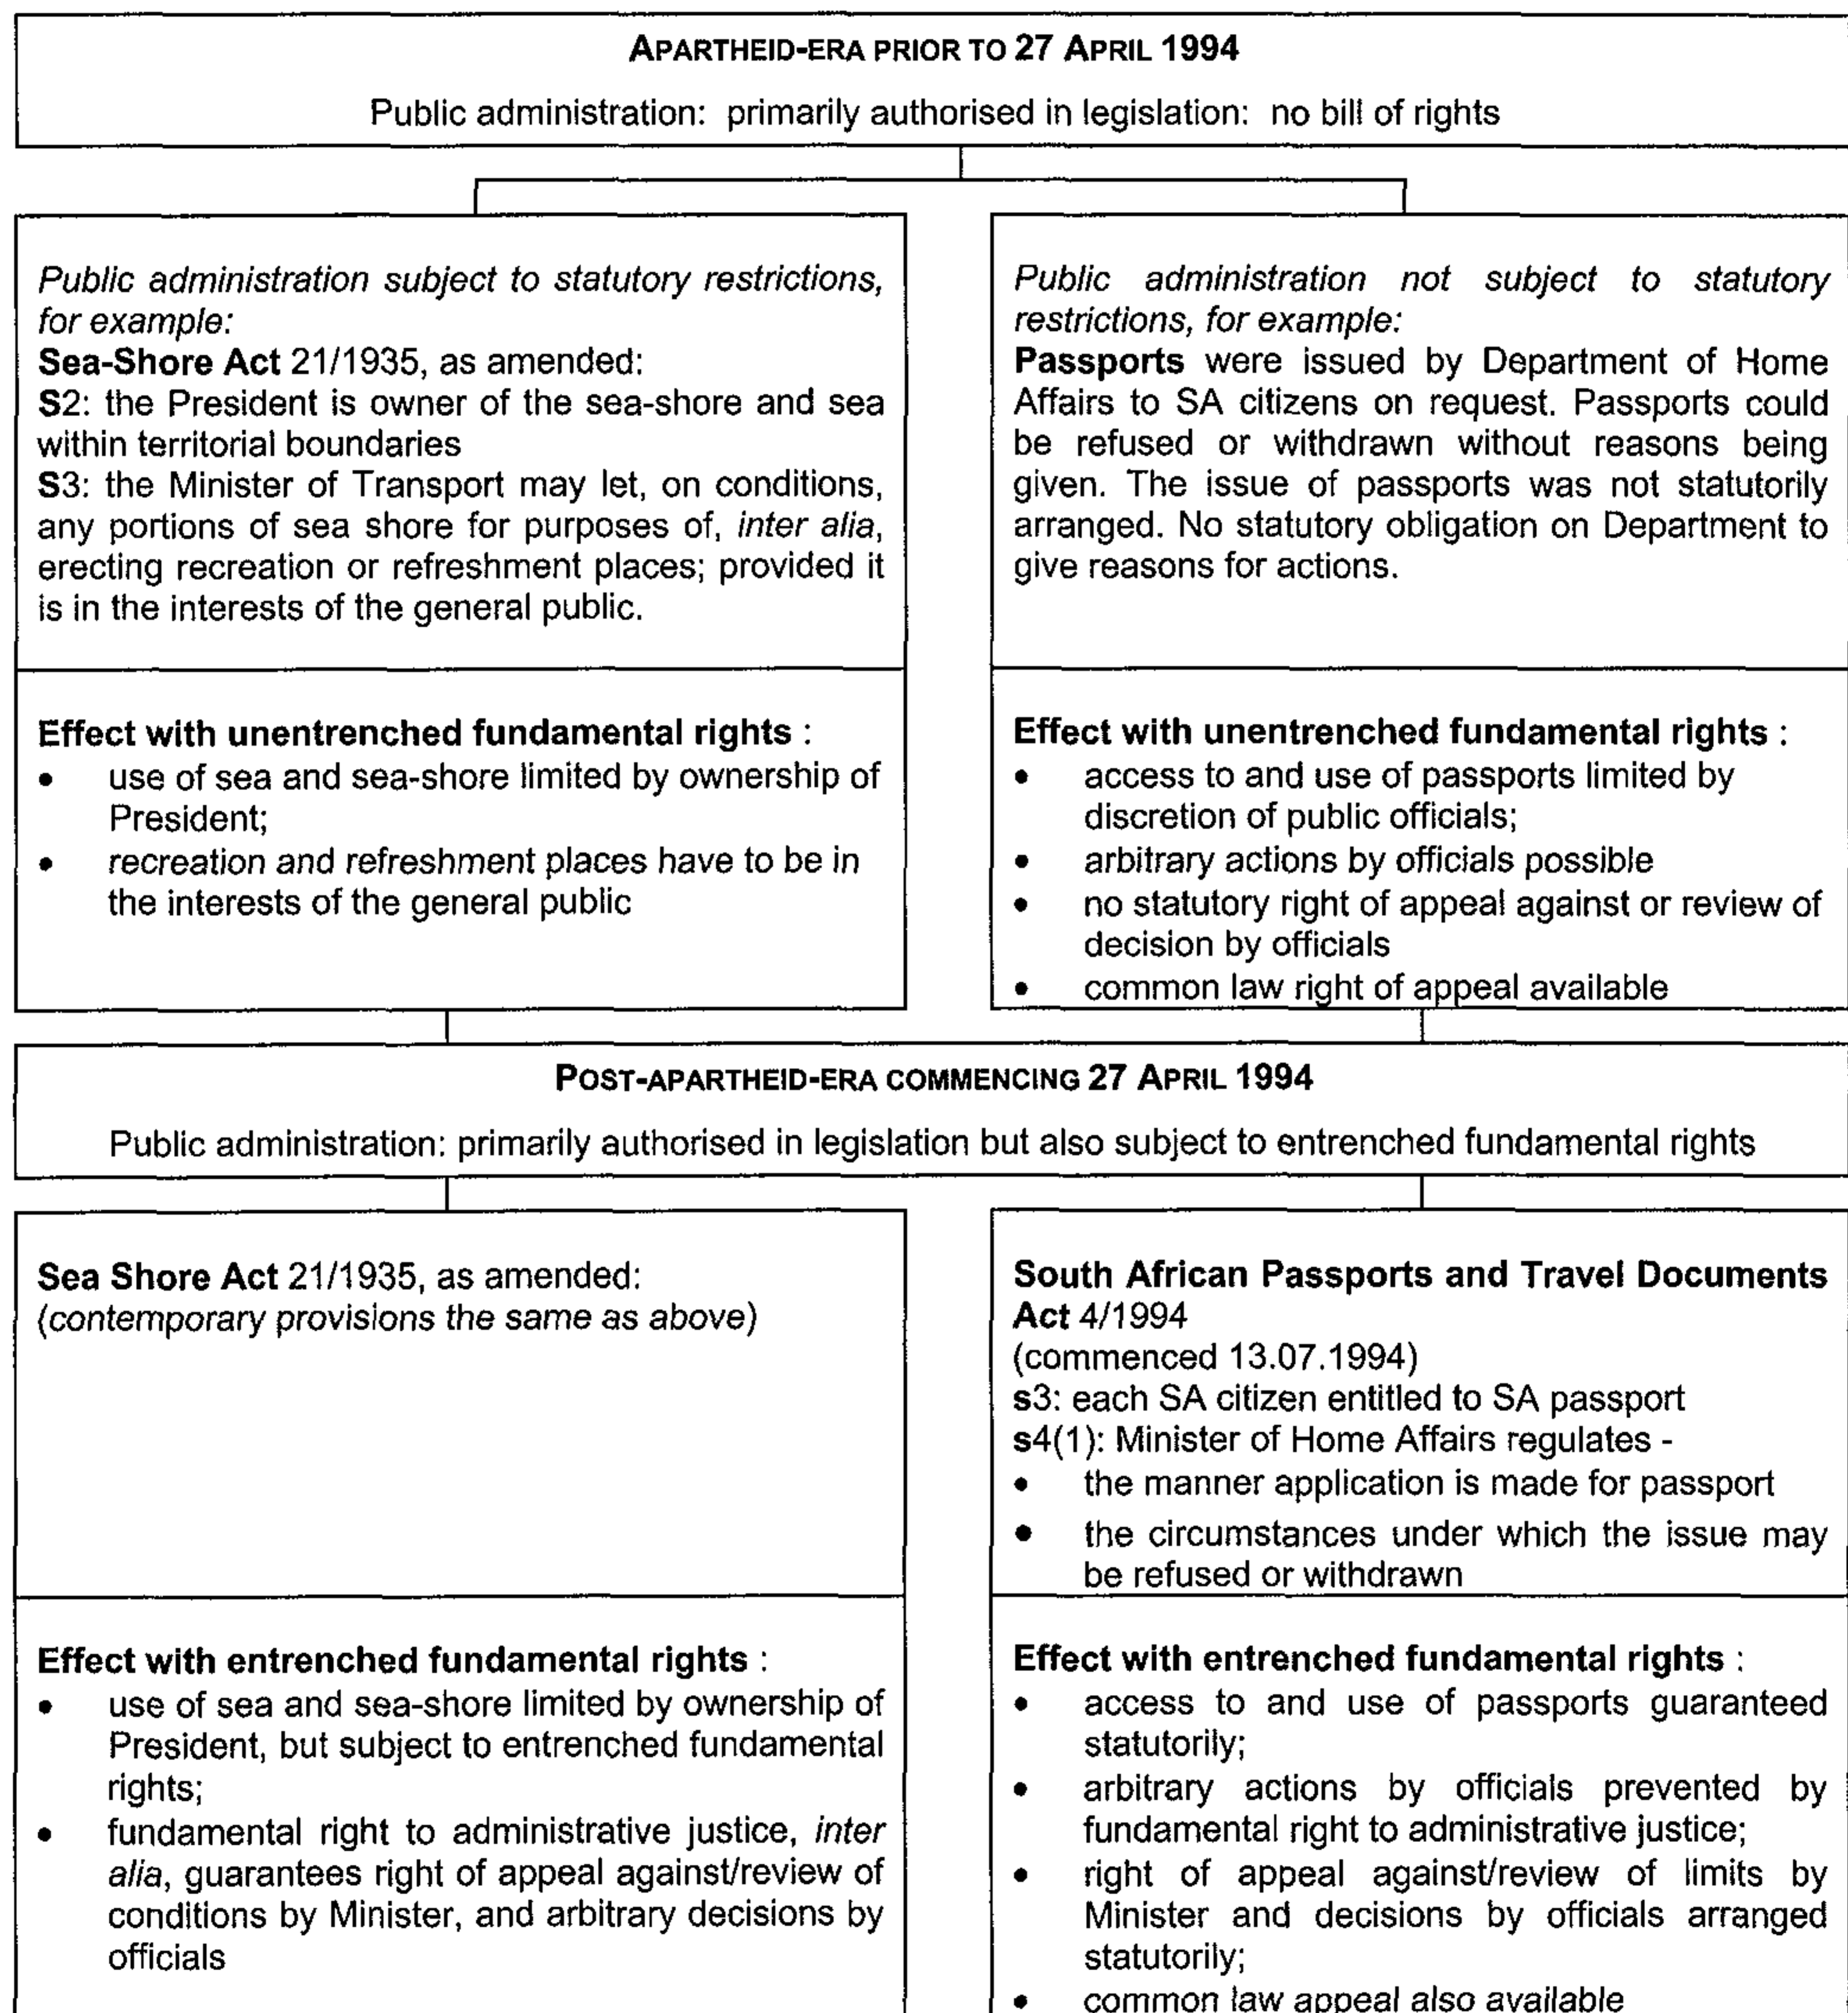 APARTHEID-ERA PRIOR TO 27 APRIL 1994
Public administration: primarily authorised in legislation: no bill of rights
Public administration subject to statutory restrictions,
for example:
Sea-Shore Act 21/1935, as amended:
S2: the President is owner of the sea-shore and sea
within territorial boundaries
S3: the Minister of Transport may let, on conditions,
any portions of sea shore for purposes of, inter alia,
erecting recreation or refreshment places; provided it
is in the interests of the general public.
Effect with unentrenched fundamental rights :
• use of sea and sea-shore limited by ownership of
President;
• recreation and refreshment places have to be in
the interests of the general public
Public administration not subject to statutory
restrictions, for example:
Passports were issued by Department of Home
Affairs to SA citizens on request. Passports could
be refused or withdrawn without reasons being
given. The issue of passports was not statutorily
arranged. No statutory obligation on Department to
give reasons for actions.
Effect with unentrenched fundamental rights :
• access to and use of passports limited by
discretion of public officials;
• arbitrary actions by officials possible
• no statutory right of appeal against or review of
decision by officials
• common law right of appeal available
POST-APARTHEID-ERA COMMENCING 27 APRIL 1994
Public administration: primarily authorised in legislation but also subject to entrenched fundamental rights
Sea Shore Act 21/1935, as amended:
(contemporary provisions the same as above)
Effect with entrenched fundamental rights :
• use of sea and sea-shore limited by ownership of
President, but subject to entrenched fundamental
rights;
• fundamental right to administrative justice, inter
alia, guarantees right of appeal against/review of
conditions by Minister, and arbitrary decisions by
officials
South African Passports and Travel Documents
Act 4/1994
(commenced 13.07.1994)
s3: each SA citizen entitled to SA passport
s4(1): Minister of Home Affairs regulates -
• the manner application is made for passport
• the circumstances under which the issue may
be refused or withdrawn
Effect with entrenched fundamental rights :
• access to and use of passports guaranteed
statutorily;
• arbitrary actions by officials prevented by
fundamental right to administrative justice;
• right of appeal against/review of limits by
Minister and decisions by officials arranged
statutorily;
• common law appeal also available